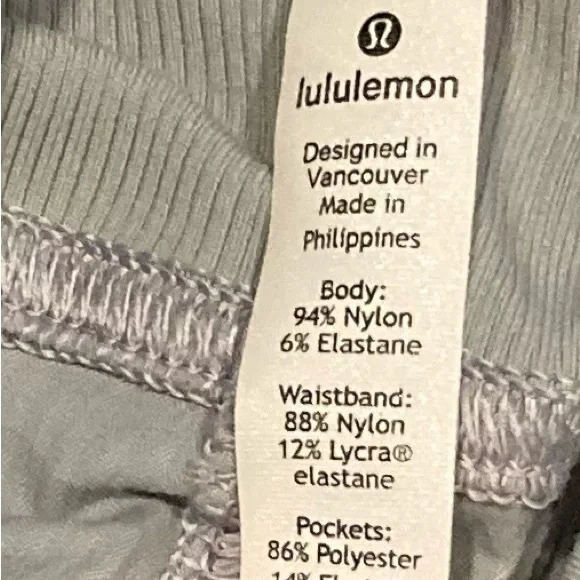 lululemon
Designed in
Vancouver
Made in
Philippines
Body:
94% Nylon
6% Elastane
Waistband:
88% Nylon
12% Lycra®
elastane
Pockets:
86% Polyester